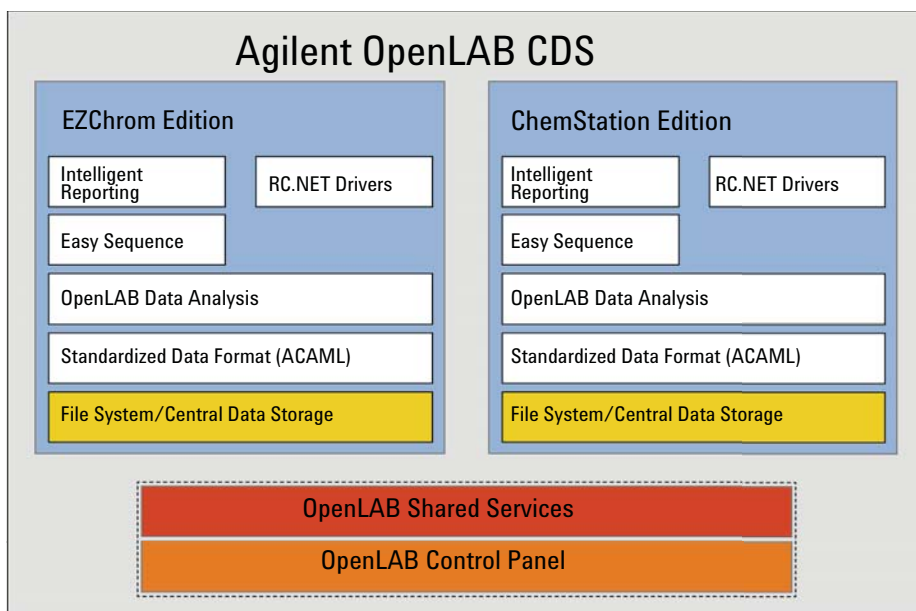 Agilent OpenLAB CDS
EZChrom Edition
Intelligent
Reporting
RC.NET Drivers
Easy Sequence
OpenLAB Data Analysis
Standardized Data Format (ACAML)
File System/Central Data Storage
ChemStation Edition
Intelligent
Reporting
RC.NET Drivers
Easy Sequence
OpenLAB Data Analysis
Standardized Data Format (ACAML)
File System/Central Data Storage
OpenLAB Shared Services
OpenLAB Control Panel